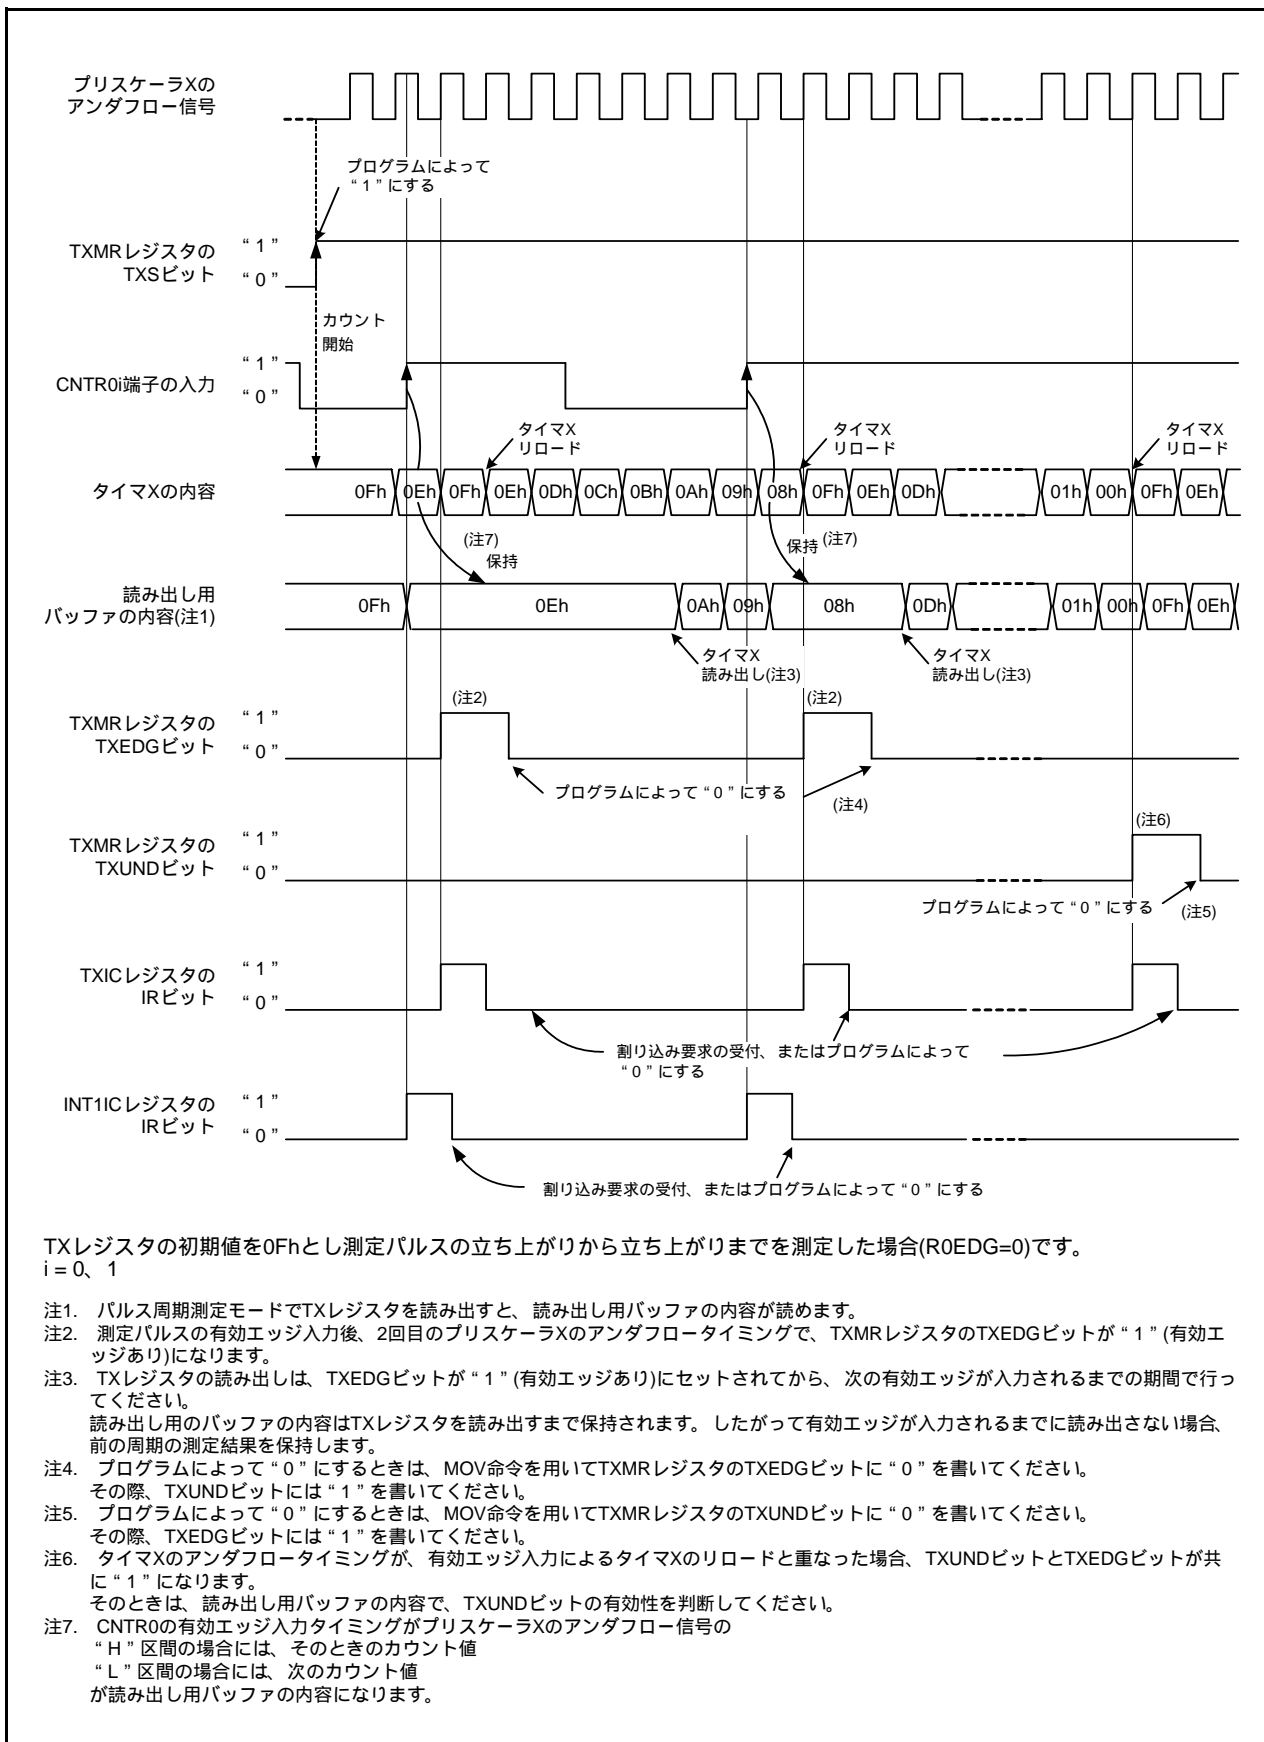 プリスケーラXの
アンダフロー信号
プログラムによって
“ 1 ” にする
TXMRレジスタの
TXSビット
“ 1 ”
“ 0 ”
カウント
開始
CNTR0i端子の入力
“ 1 ”
“ 0 ”
タイマX
リロード
タイマX
リロード
タイマX
リロード
タイマXの内容
0Fh 0Eh 0Fh 0Eh 0Dh 0Ch 0Bh 0Ah 09h 08h 0Fh 0Eh 0Dh 01h 00h 0Fh 0Eh
(注7)
保持
保持 (注7)
読み出し用
バッファの内容(注1)
0Fh 0Eh 0Ah 09h 08h 0Dh 01h 00h 0Fh 0Eh
タイマX
読み出し(注3)
タイマX
読み出し(注3)
TXMRレジスタの
TXEDGビット
“ 1 ”
“ 0 ”
(注2)
(注2)
プログラムによって “ 0 ” にする
(注4)
TXMRレジスタの
TXUNDビット
“ 1 ”
“ 0 ”
(注6)
プログラムによって “ 0 ” にする
(注5)
TXICレジスタの
IRビット
“ 1 ”
“ 0 ”
割り込み要求の受付、またはプログラムによって
“ 0 ” にする
INT1ICレジスタの
IRビット
“ 1 ”
“ 0 ”
割り込み要求の受付、またはプログラムによって “ 0 ” にする
TXレジスタの初期値を0Fhとし測定パルスの立ち上がりから立ち上がりまでを測定した場合(R0EDG=0)です。
i = 0、1
注1. パルス周期測定モードでTXレジスタを読み出すと、読み出し用バッファの内容が読めます。
注2. 測定パルスの有効エッジ入力後、2回目のプリスケーラXのアンダフロータイミングで、TXMRレジスタのTXEDGビットが “ 1 ” (有効エ
ッジあり)になります。
注3. TXレジスタの読み出しは、TXEDGビットが “ 1 ” (有効エッジあり)にセットされてから、次の有効エッジが入力されるまでの期間で行っ
てください。
読み出し用のバッファの内容はTXレジスタを読み出すまで保持されます。したがって有効エッジが入力されるまでに読み出さない場合、
前の周期の測定結果を保持します。
注4. プログラムによって “ 0 ” にするときは、MOV命令を用いてTXMRレジスタのTXEDGビットに “ 0 ” を書いてください。
その際、TXUNDビットには “ 1 ” を書いてください。
注5. プログラムによって “ 0 ” にするときは、MOV命令を用いてTXMRレジスタのTXUNDビットに “ 0 ” を書いてください。
その際、TXEDGビットには “ 1 ” を書いてください。
注6. タイマXのアンダフロータイミングが、有効エッジ入力によるタイマXのリロードと重なった場合、TXUNDビットとTXEDGビットが共
に “ 1 ” になります。
そのときは、読み出し用バッファの内容で、TXUNDビットの有効性を判断してください。
注7. CNTR0の有効エッジ入力タイミングがプリスケーラXのアンダフロー信号の
“ H ” 区間の場合には、そのときのカウント値
“ L ” 区間の場合には、次のカウント値
が読み出し用バッファの内容になります。